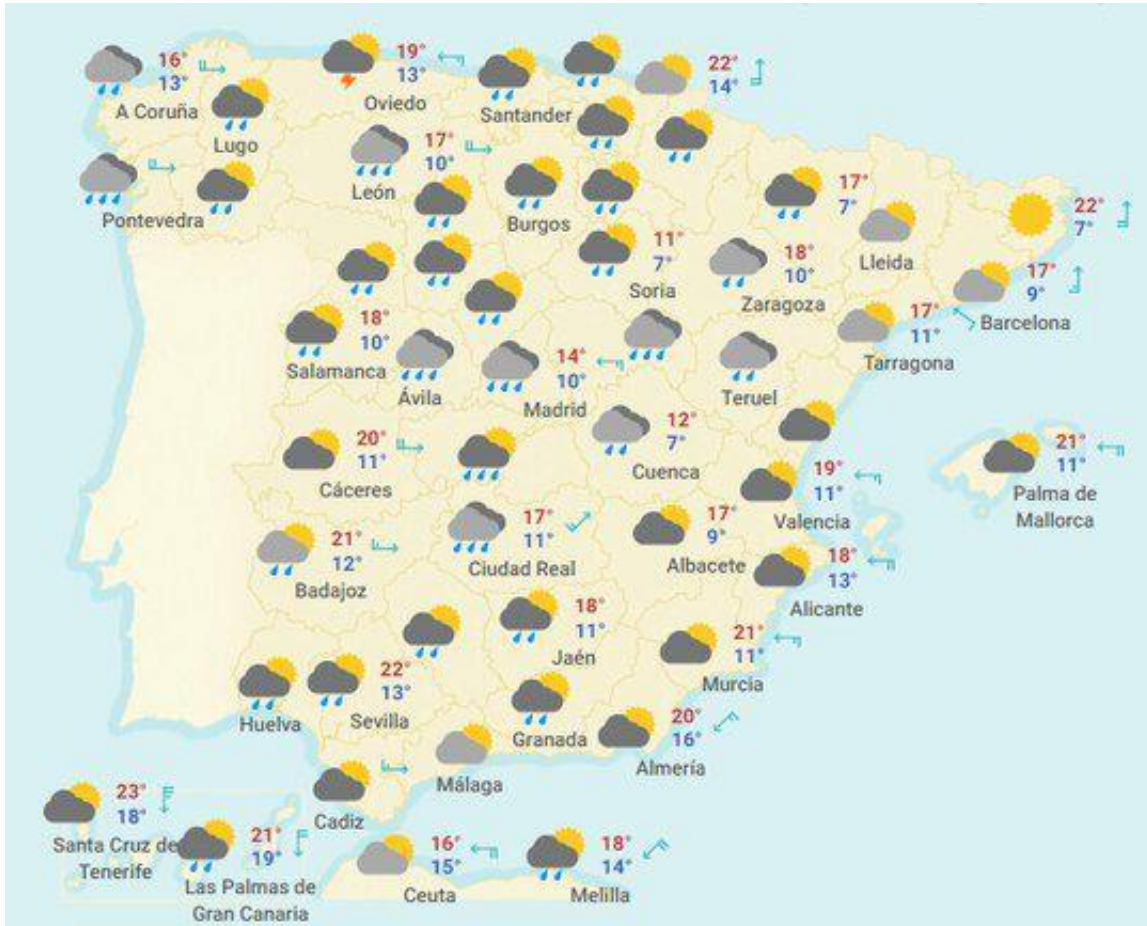 16°
13°
A Coruña
Lugo
19°
13°
Oviedo
Santander
22°
14°
Pontevedra
17°
10°
León
Burgos
17°
7°
Lleida
22°
7°
11°
7°
Soria
18°
10°
Zaragoza
17°
9°
Barcelona
17°
11°
Tarragona
18°
10°
Salamanca
Ávila
14°
10°
Madrid
Teruel
20°
11°
Cáceres
12°
7°
Cuenca
19°
11°
Valencia
21°
11°
Palma de
Mallorca
21°
12°
Badajoz
17°
11°
Ciudad Real
17°
9°
Albacete
18°
13°
Alicante
18°
11°
Jaén
21°
11°
Murcia
Huelva
22°
13°
Sevilla
Granada
20°
16°
Almería
Málaga
Cadiz
23°
18°
Santa Cruz de
Tenerife
21°
19°
Las Palmas de
Gran Canaria
16°
15°
Ceuta
18°
14°
Melilla